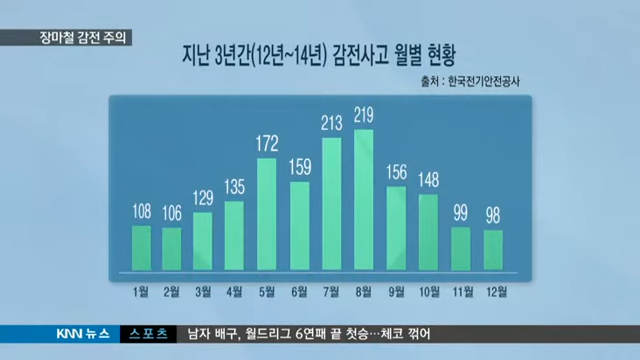 장마철 감전 주의
지난 3년간(12년~14년) 감전사고 월별 현황
출처 : 한국전기안전공사
108 106 129 135 172 159 213 219 156 148 99 98
1월 2월 3월 4월 5월 6월 7월 8월 9월 10월 11월 12월
KNN 뉴스 스포츠 남자 배구, 월드리그 6연패 끝 첫승…체코 꺾어